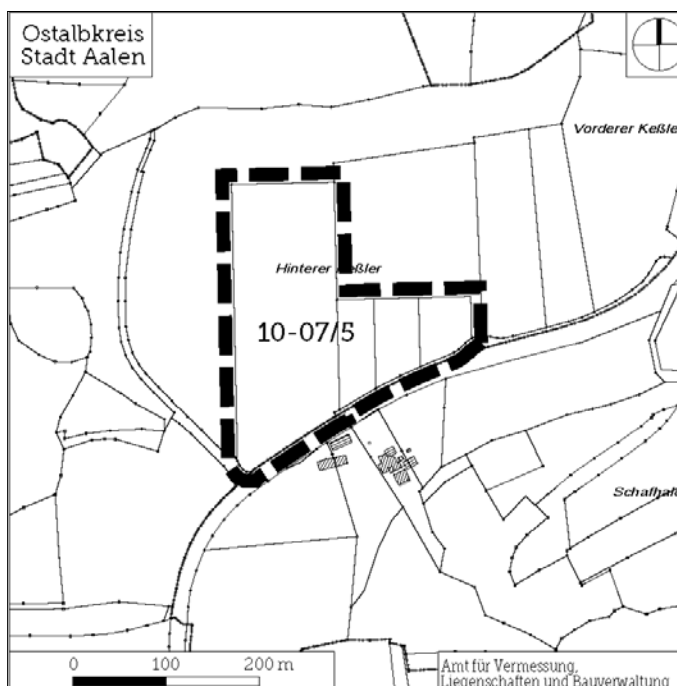 Ostalbkreis
Stadt Aalen
Vorderer Keßle
Hinterer Keßler
10-07/5
Schafhalt
0 100 200 m
Amt für Vermessung,
Liegenschaften und Bauverwaltung